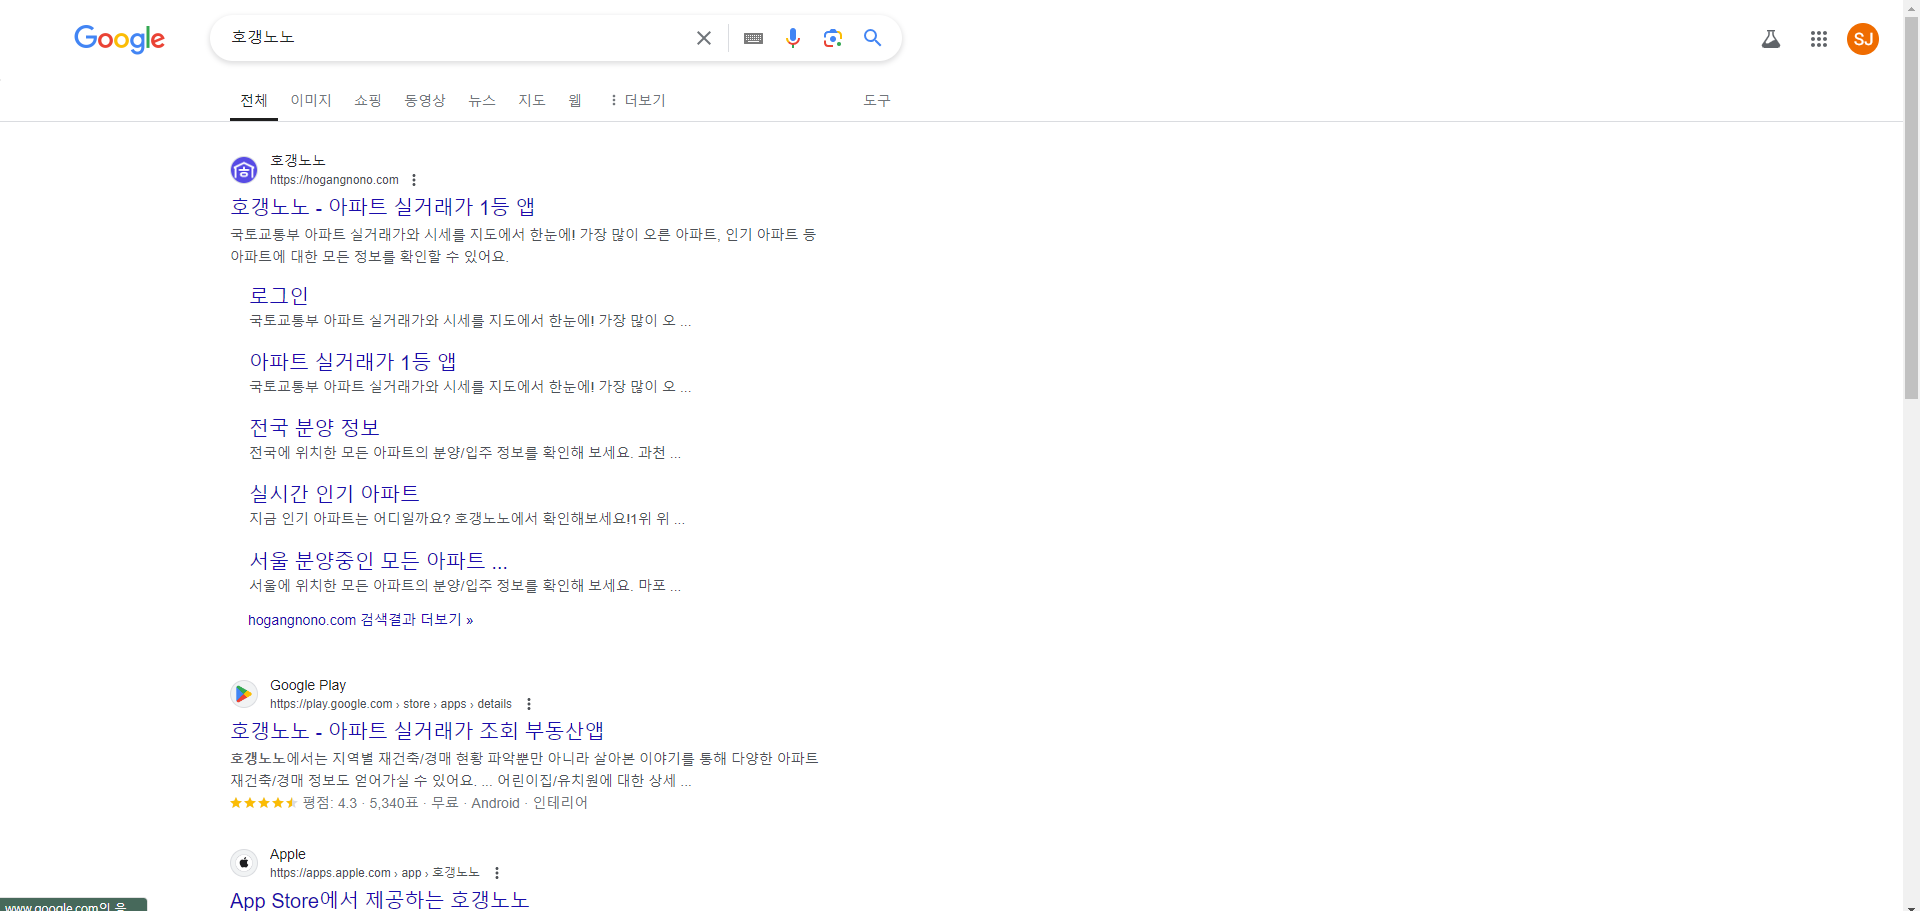 Google
호갱노노
SJ
전체 이미지 쇼핑 동영상 뉴스 지도 웹 더보기 도구
호갱노노
https://hogangnono.com
호갱노노 - 아파트 실거래가 1등 앱
국토교통부 아파트 실거래가와 시세를 지도에서 한눈에! 가장 많이 오른 아파트, 인기 아파트 등
아파트에 대한 모든 정보를 확인할 수 있어요.
로그인
국토교통부 아파트 실거래가와 시세를 지도에서 한눈에! 가장 많이 오 ...
아파트 실거래가 1등 앱
국토교통부 아파트 실거래가와 시세를 지도에서 한눈에! 가장 많이 오 ...
전국 분양 정보
전국에 위치한 모든 아파트의 분양/입주 정보를 확인해 보세요. 과천 ...
실시간 인기 아파트
지금 인기 아파트는 어디일까요? 호갱노노에서 확인해보세요!1위 위 ...
서울 분양중인 모든 아파트 ...
서울에 위치한 모든 아파트의 분양/입주 정보를 확인해 보세요. 마포 ...
hogangnono.com 검색결과 더보기 »
Google Play
https://play.google.com › store › apps › details
호갱노노 - 아파트 실거래가 조회 부동산앱
호갱노노에서는 지역별 재건축/경매 현황 파악뿐만 아니라 살아본 이야기를 통해 다양한 아파트
재건축/경매 정보도 얻어가실 수 있어요. ... 어린이집/유치원에 대한 상세 ...
평점: 4.3 · 5,340표 · 무료 · Android · 인테리어
Apple
https://apps.apple.com › app › 호갱노노
App Store에서 제공하는 호갱노노
www.google.com의 응